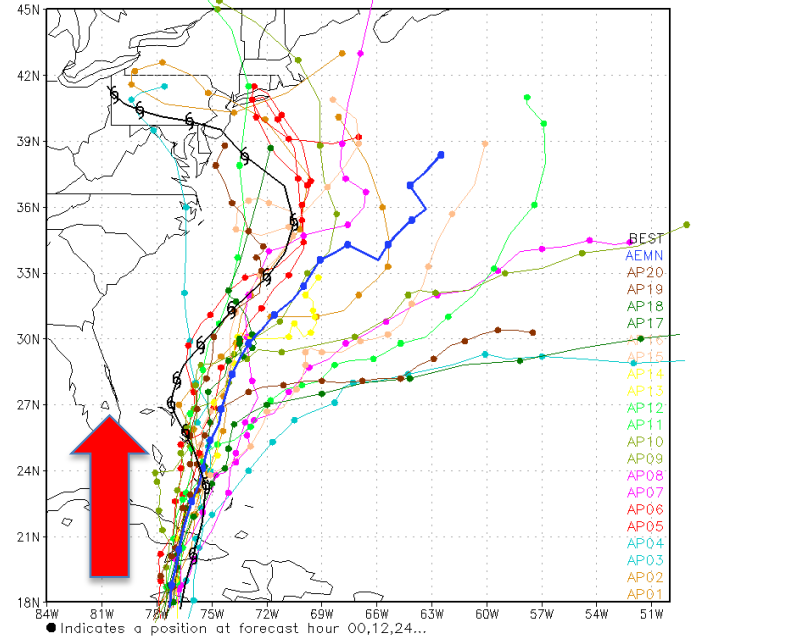 45N
42N
39N
36N
33N
30N
27N
24N
21N
18N
BEST
AEMN
AP20
AP19
AP18
AP17
AP15
AP14
AP13
AP12
AP11
AP10
AP09
AP08
AP07
AP06
AP05
AP04
AP03
AP02
AP01
84W 81W 78W 75W 72W 69W 66W 63W 60W 57W 54W 51W
Indicates a position at forecast hour 00,12,24...